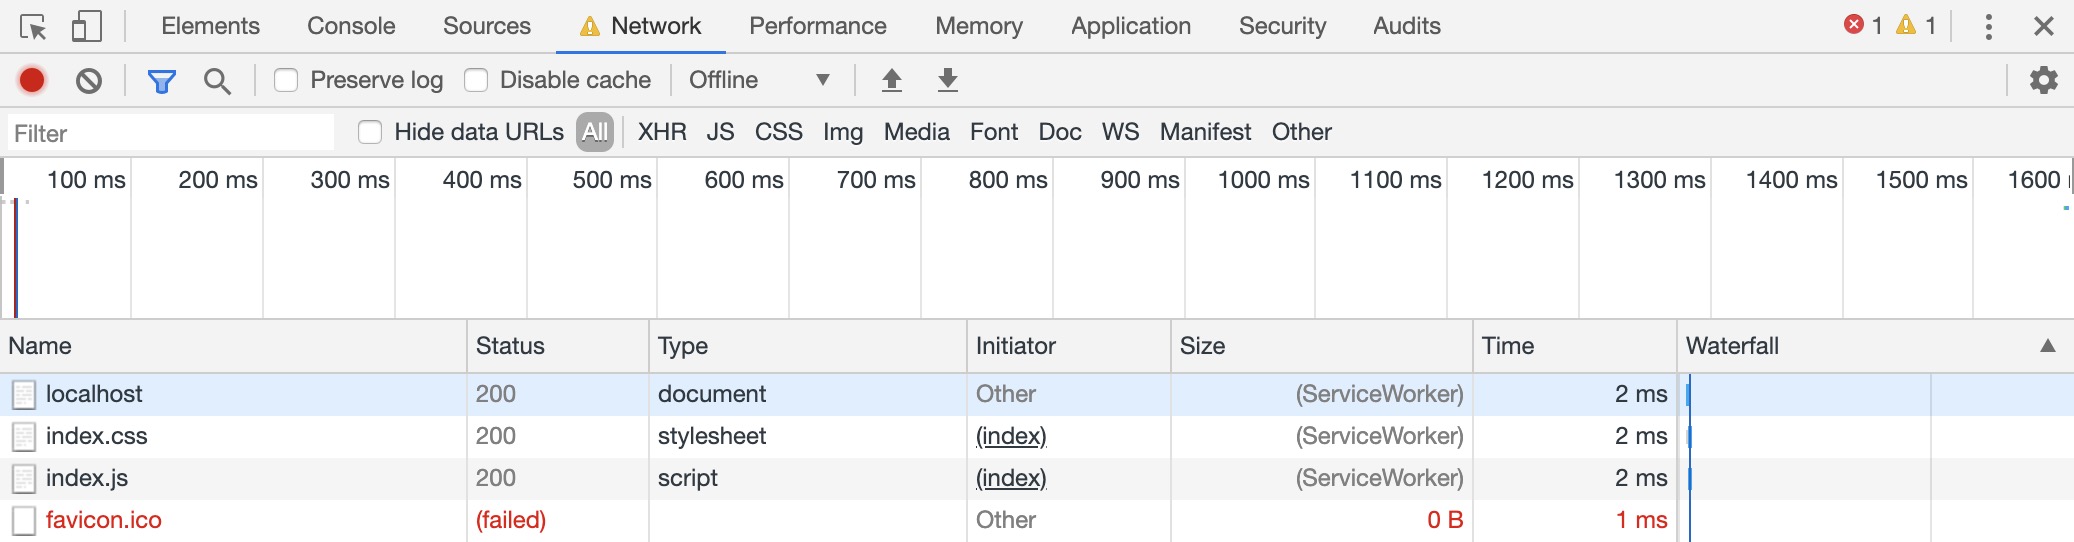 Elements Console Sources Network Performance Memory Application Security Audits 1 1
Preserve log Disable cache Offline
Filter Hide data URLs All XHR JS CSS Img Media Font Doc WS Manifest Other
100 ms 200 ms 300 ms 400 ms 500 ms 600 ms 700 ms 800 ms 900 ms 1000 ms 1100 ms 1200 ms 1300 ms 1400 ms 1500 ms 1600
Name Status Type Initiator Size Time Waterfall
localhost 200 document Other (ServiceWorker) 2 ms
index.css 200 stylesheet (index) (ServiceWorker) 2 ms
index.js 200 script (index) (ServiceWorker) 2 ms
favicon.ico (failed) Other 0 B 1 ms